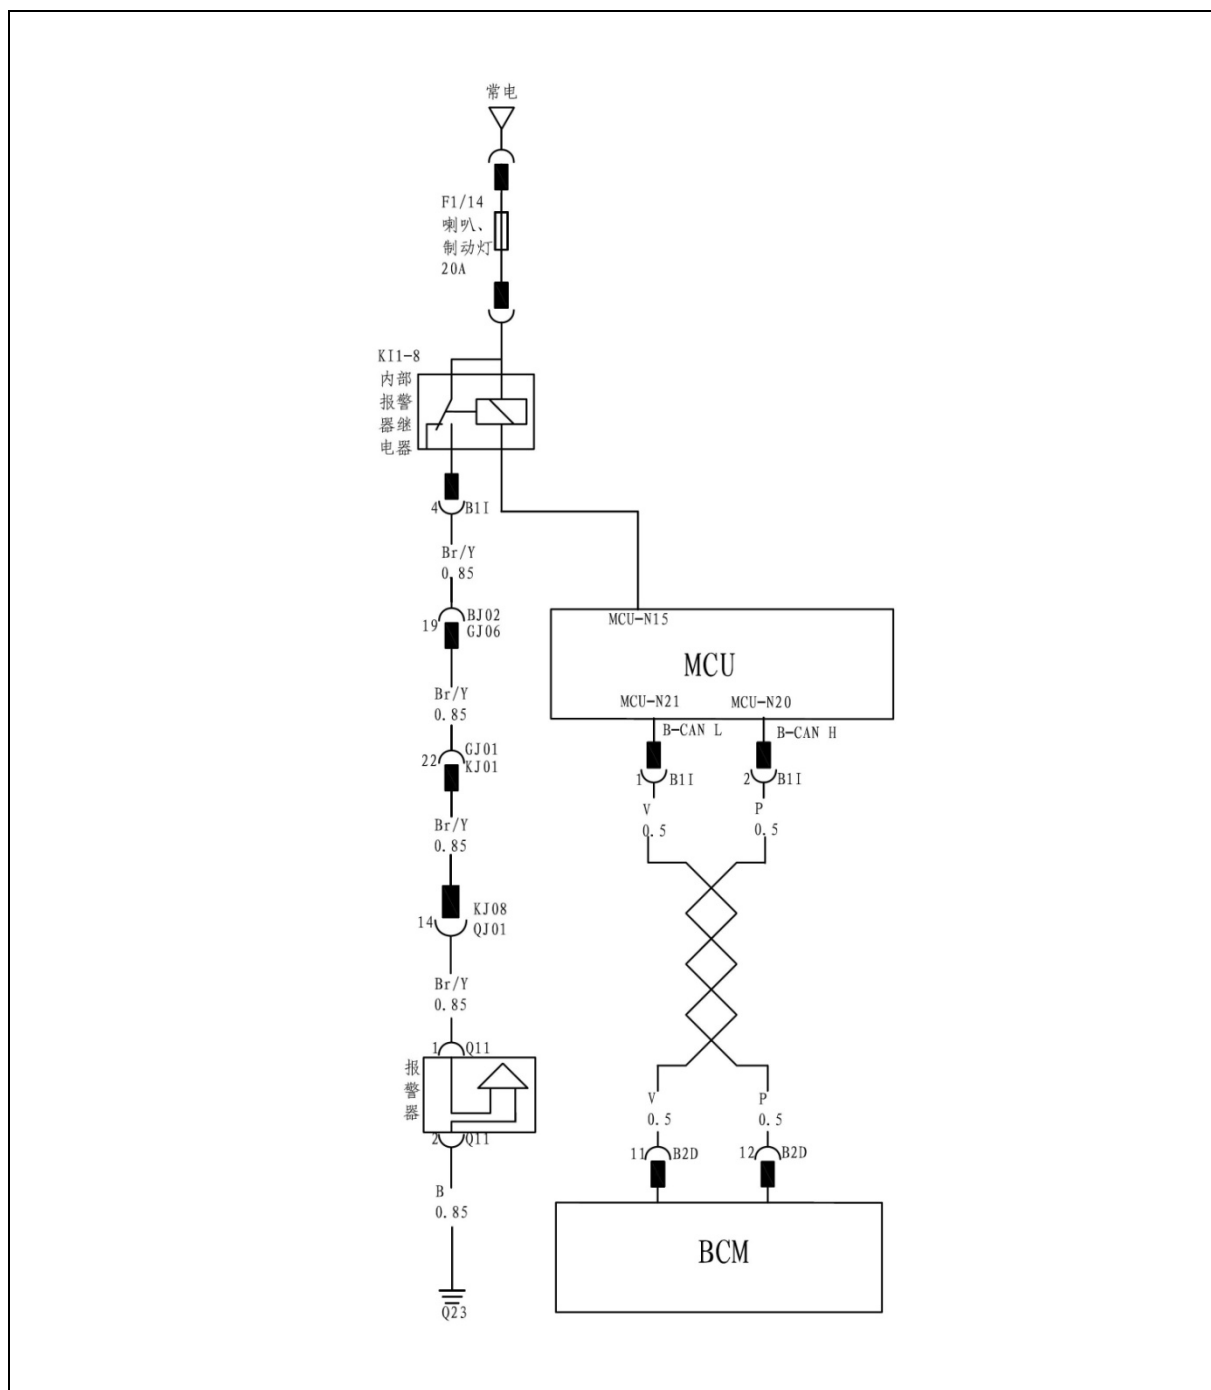 常电
F1/14
喇叭、
制动灯
20A
KI1-8
内部
报警
器继
电器
4 B1I
Br/Y
0.85
19 BJ02
GJ06
Br/Y
0.85
22 GJ01
KJ01
Br/Y
0.85
14 KJ08
QJ01
Br/Y
0.85
1 Q11
报
警
器
2 Q11
B
0.85
Q23
MCU-N15
MCU
MCU-N21 MCU-N20
B-CAN L B-CAN H
1 B1I 2 B1I
V P
0.5 0.5
V P
0.5 0.5
11 B2D 12 B2D
BCM